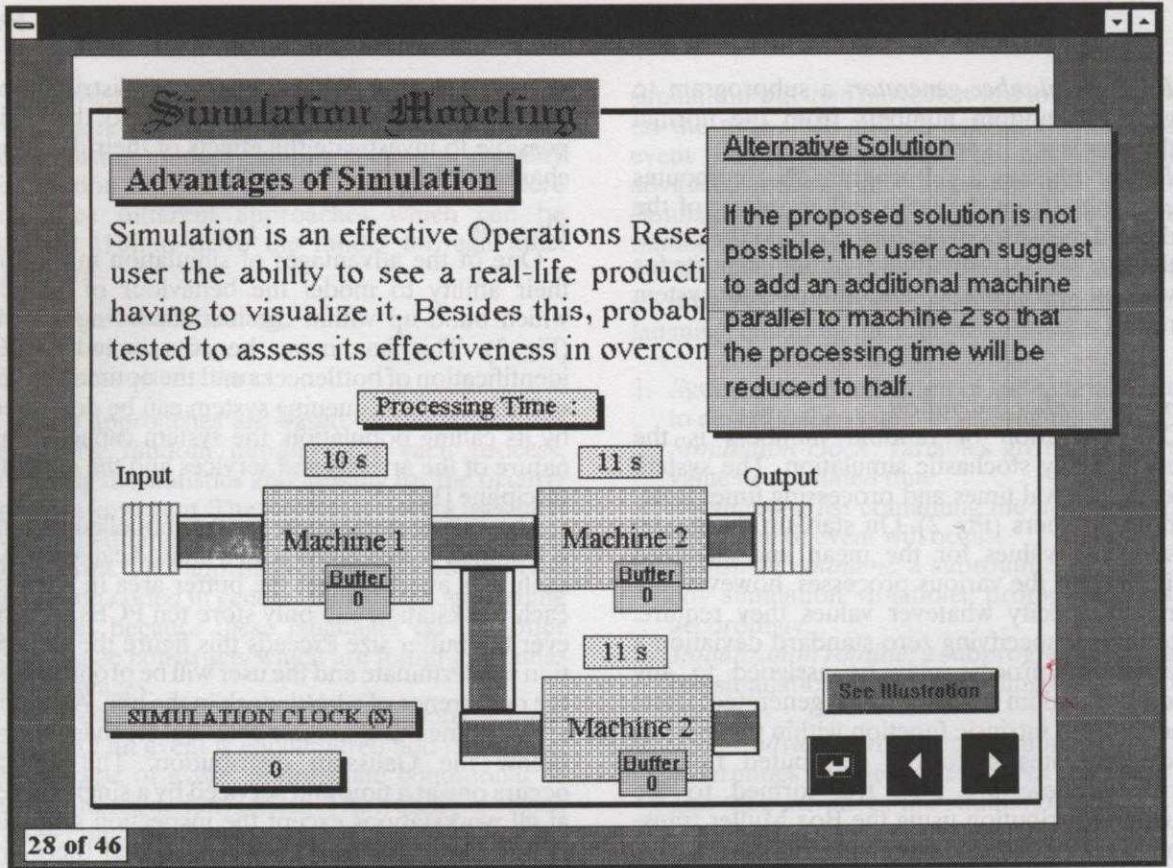 Simulation Modeling
Advantages of Simulation
Simulation is an effective Operations Resea
user the ability to see a real-life producti
having to visualize it. Besides this, probabl
tested to assess its effectiveness in overcon
Alternative Solution
If the proposed solution is not
possible, the user can suggest
to add an additional machine
parallel to machine 2 so that
the processing time will be
reduced to half.
Processing Time :
Input
10 s
11 s
Output
Machine 1
Machine 2
Buffer
0
Buffer
0
11 s
Machine 2
Buffer
0
See Illustration
SIMULATION CLOCK (S)
0
28 of 46